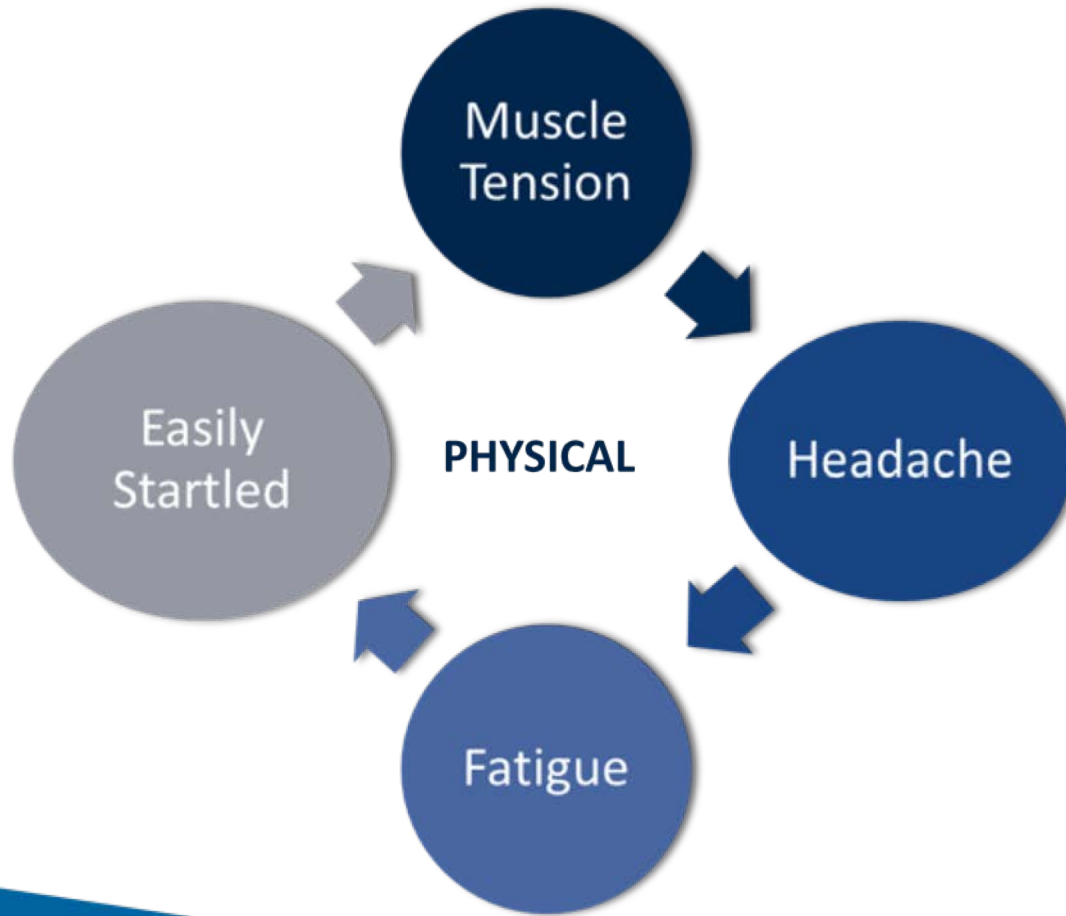 Muscle
Tension
Easily
Startled
PHYSICAL
Headache
Fatigue